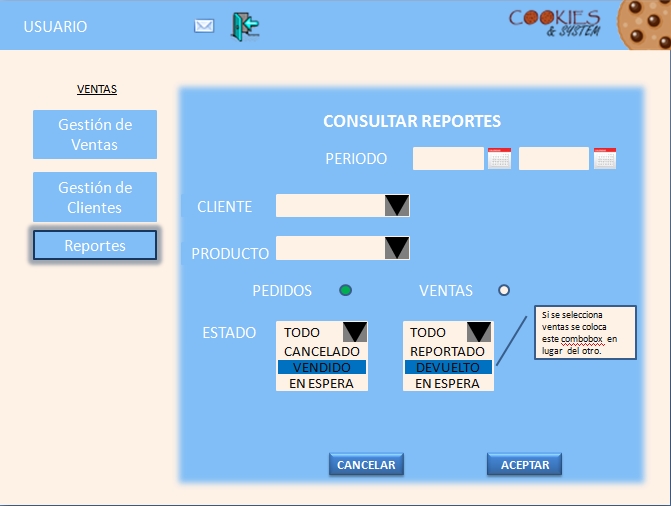 USUARIO
COOKIES
& SYSTEM
VENTAS
Gestión de
Ventas
Gestión de
Clientes
Reportes
CONSULTAR REPORTES
PERIODO
CLIENTE
PRODUCTO
PEDIDOS
VENTAS
ESTADO
TODO
CANCELADO
VENDIDO
EN ESPERA
TODO
REPORTADO
DEVUELTO
EN ESPERA
Si se selecciona
ventas se coloca
este combobox en
lugar del otro.
CANCELAR
ACEPTAR